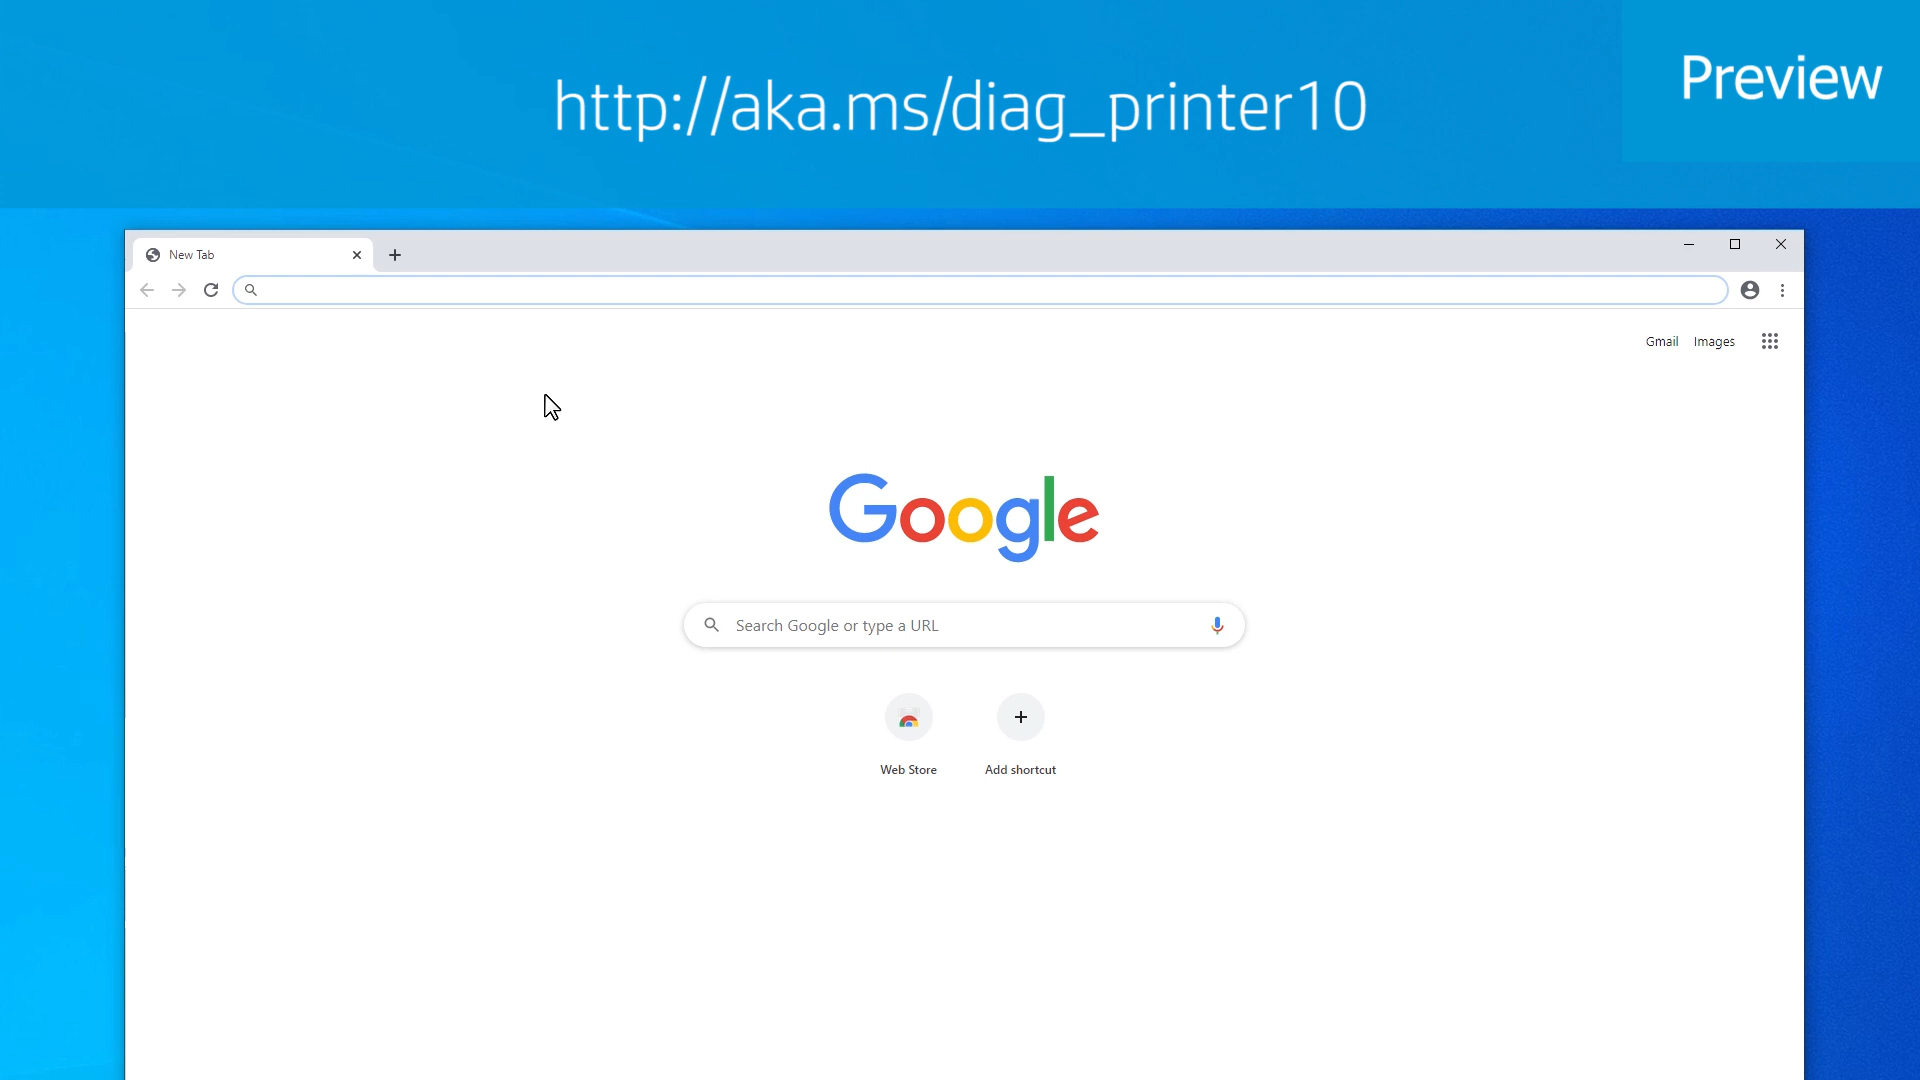 http://aka.ms/diag_printer10
Preview
New Tab
Gmail Images
Google
Search Google or type a URL
Web Store Add shortcut